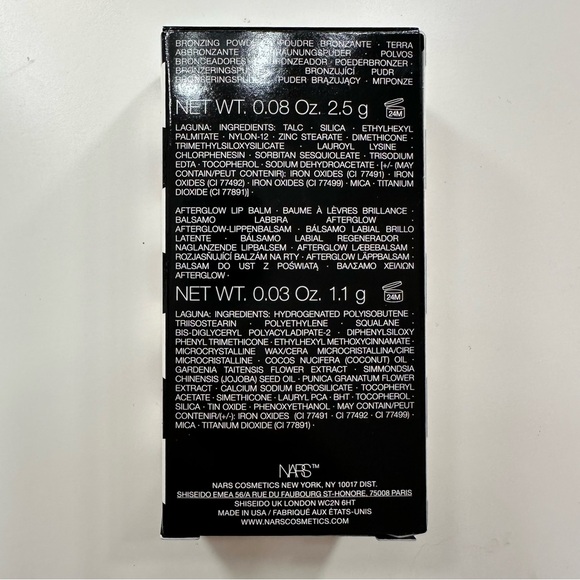 BRONZING POWDER · POUDRE BRONZANTE · TERRA
ABBRONZANTE · BRÄUNUNGSPUDER · POLVOS
BRONCEADORES · BRONZEADOR · POEDERBRONZER ·
BRONZERINGSPUDER · BRONZUJÍCÍ PUDR ·
BRONSERINGSPUDER · PUDER BRĄZUJĄCY · ΜΠΡΟΝΖΕ
NET WT. 0.08 Oz. 2.5 g 24M
LAGUNA: INGREDIENTS: TALC · SILICA · ETHYLHEXYL
PALMITATE · NYLON-12 · ZINC STEARATE · DIMETHICONE ·
TRIMETHYLSILOXYSILICATE · LAUROYL LYSINE ·
CHLORPHENESIN · SORBITAN SESQUIOLEATE · TRISODIUM
EDTA · TOCOPHEROL · SODIUM DEHYDROACETATE · [+/- (MAY
CONTAIN/PEUT CONTENIR): IRON OXIDES (CI 77491) · IRON
OXIDES (CI 77492) · IRON OXIDES (CI 77499) · MICA · TITANIUM
DIOXIDE (CI 77891)] ·
AFTERGLOW LIP BALM · BAUME À LÈVRES BRILLANCE ·
BALSAMO LABBRA AFTERGLOW ·
AFTERGLOW-LIPPENBALSAM · BÁLSAMO LABIAL BRILLO
LATENTE · BÁLSAMO LABIAL REGENERADOR ·
NAGLANZENDE LIPBALSEM · AFTERGLOW LÆBEBALSAM ·
ROZJASŇUJÍCÍ BALZÁM NA RTY · AFTERGLOW LÄPPBALSAM ·
BALSAM DO UST Z POŚWIATĄ · ΒΑΛΣΑΜΟ ΧΕΙΛΙΩΝ
AFTERGLOW ·
NET WT. 0.03 Oz. 1.1 g 24M
LAGUNA: INGREDIENTS: HYDROGENATED POLYISOBUTENE ·
TRIISOSTEARIN · POLYETHYLENE · SQUALANE ·
BIS-DIGLYCERYL POLYACYLADIPATE-2 · DIPHENYLSILOXY
PHENYL TRIMETHICONE · ETHYLHEXYL METHOXYCINNAMATE ·
MICROCRYSTALLINE WAX/CERA MICROCRISTALLINA/CIRE
MICROCRISTALLINE · COCOS NUCIFERA (COCONUT) OIL ·
GARDENIA TAITENSIS FLOWER EXTRACT · SIMMONDSIA
CHINENSIS (JOJOBA) SEED OIL · PUNICA GRANATUM FLOWER
EXTRACT · CALCIUM SODIUM BOROSILICATE · TOCOPHERYL
ACETATE · SIMETHICONE · LAURYL PCA · BHT · TOCOPHEROL ·
SILICA · TIN OXIDE · PHENOXYETHANOL · MAY CONTAIN/PEUT
CONTENIR/(+/-): IRON OXIDES (CI 77491 · CI 77492 · CI 77499) ·
MICA · TITANIUM DIOXIDE (CI 77891) ·
NARS™
NARS COSMETICS NEW YORK, NY 10017 DIST.
SHISEIDO EMEA 56/A RUE DU FAUBOURG ST-HONORE, 75008 PARIS
SHISEIDO UK LONDON WC2N 6HT
MADE IN USA / FABRIQUÉ AUX ÉTATS-UNIS
WWW.NARSCOSMETICS.COM